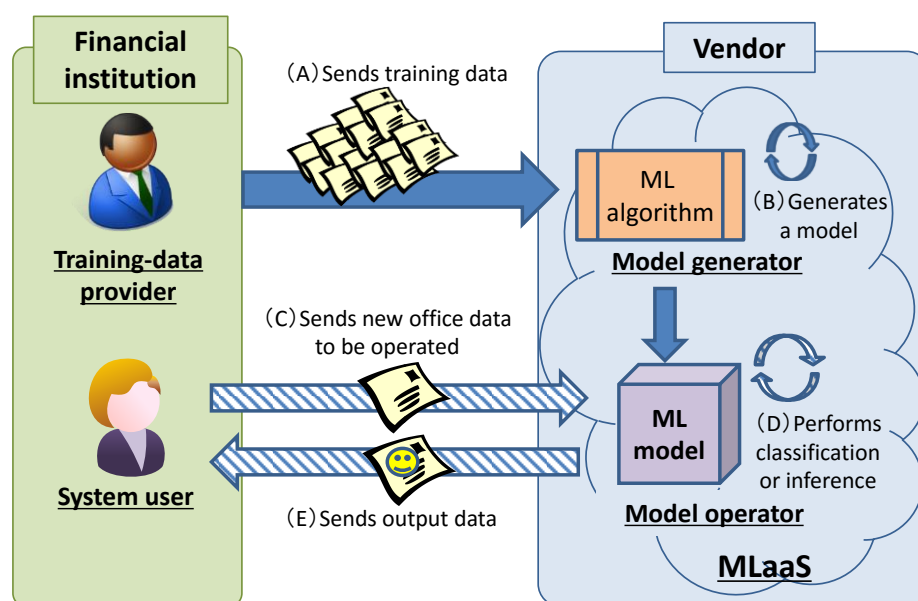 Financial
institution
Vendor
(A)Sends training data
ML
algorithm
(B)Generates
a model
Training-data
provider
Model generator
(C)Sends new office data
to be operated
ML
model
(D)Performs
classification
or inference
System user
(E)Sends output data
Model operator
MLaaS